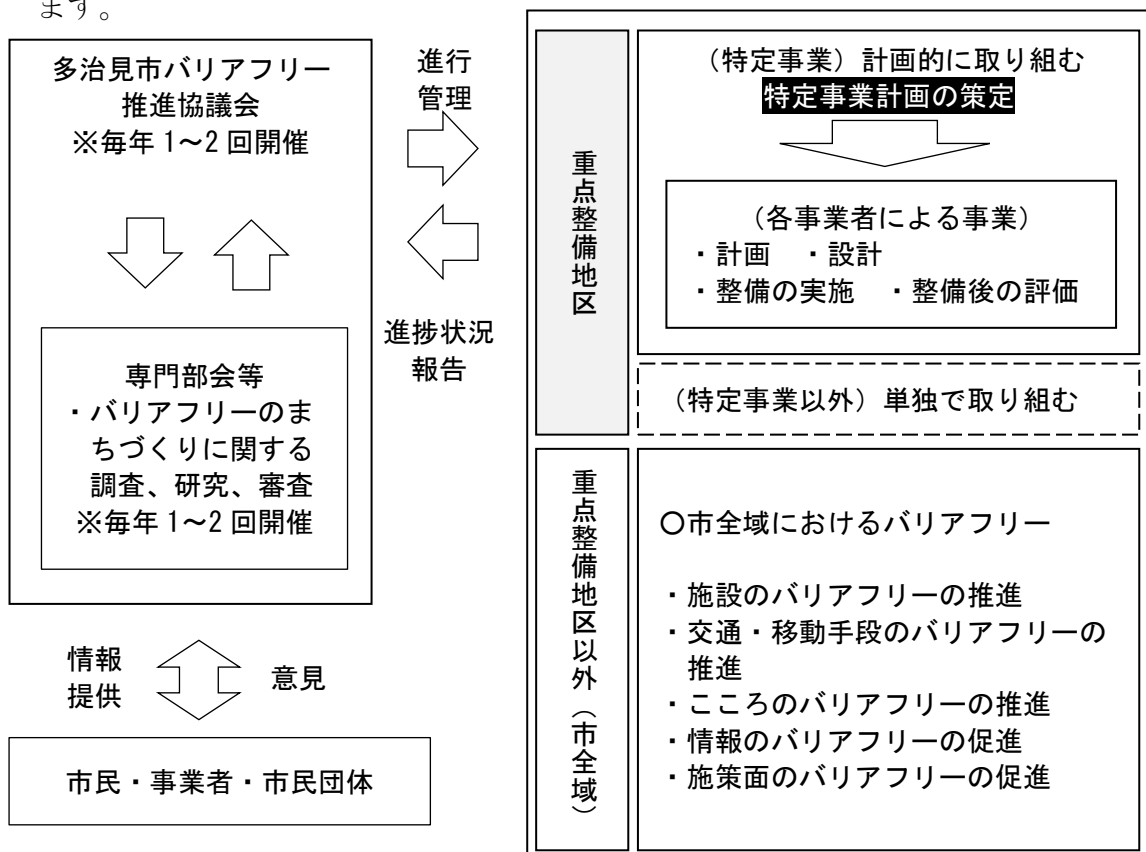 ます。
多治見市バリアフリー
推進協議会
※毎年1～2回開催
専門部会等
・バリアフリーのま
ちづくりに関する
調査、研究、審査
※毎年1～2回開催
情報
提供
意見
市民・事業者・市民団体
進行
管理
進捗状況
報告
重点整備地区
（特定事業）計画的に取り組む
特定事業計画の策定
（各事業者による事業）
・計画　・設計
・整備の実施　・整備後の評価
（特定事業以外）単独で取り組む
重点整備地区以外（市全域）
〇市全域におけるバリアフリー
・施設のバリアフリーの推進
・交通・移動手段のバリアフリーの
推進
・こころのバリアフリーの推進
・情報のバリアフリーの促進
・施策面のバリアフリーの促進